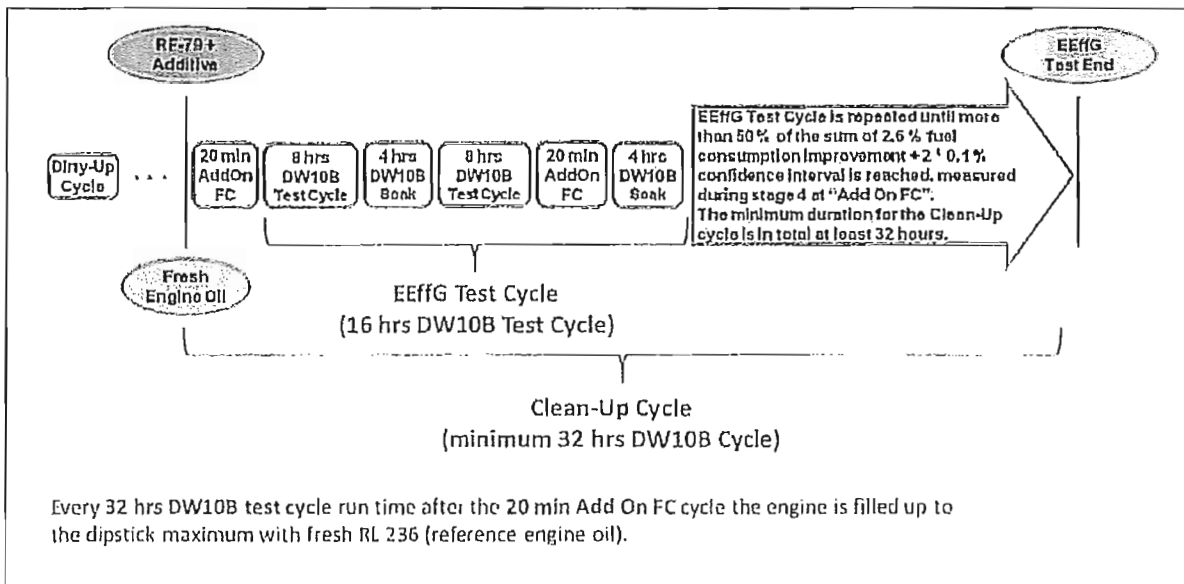 RF-79+
Additive
EEffG
Test End
Dirty-Up
Cycle
...
20 min
AddOn
FC
8 hrs
DW10B
Test Cycle
4 hrs
DW10B
Soak
8 hrs
DW10B
Test Cycle
20 min
AddOn
FC
4 hrs
DW10B
Soak
EEffG Test Cycle is repeated until more
than 50 % of the sum of 2.6 % fuel
consumption improvement +2 * 0.1 %
confidence interval is reached, measured
during stage 4 at "Add On FC".
The minimum duration for the Clean-Up
cycle is in total at least 32 hours.
Fresh
Engine Oil
EEffG Test Cycle
(16 hrs DW10B Test Cycle)
Clean-Up Cycle
(minimum 32 hrs DW10B Cycle)
Every 32 hrs DW10B test cycle run time after the 20 min Add On FC cycle the engine is filled up to
the dipstick maximum with fresh RL 236 (reference engine oil).